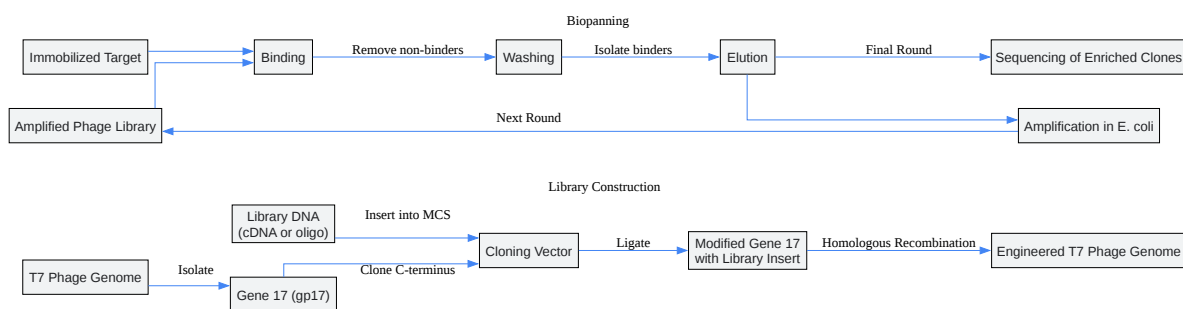 Biopanning
Immobilized Target
Binding
Remove non-binders
Washing
Isolate binders
Elution
Final Round
Sequencing of Enriched Clones
Amplified Phage Library
Next Round
Amplification in E. coli
Library Construction
Library DNA
(cDNA or oligo)
Insert into MCS
Cloning Vector
Ligate
Modified Gene 17
with Library Insert
Homologous Recombination
Engineered T7 Phage Genome
T7 Phage Genome
Isolate
Gene 17 (gp17)
Clone C-terminus